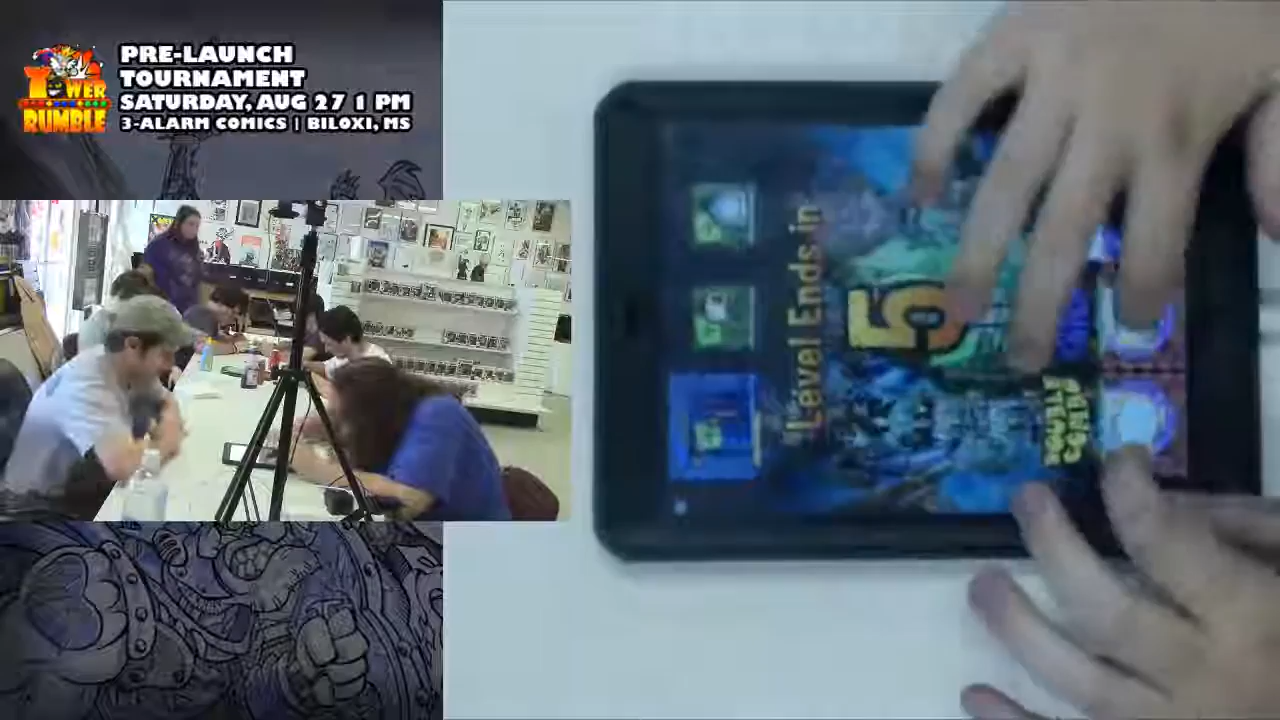 TOWER
RUMBLE
PRE-LAUNCH
TOURNAMENT
SATURDAY, AUG 27 1 PM
3-ALARM COMICS | BILOXI, MS
Level Ends in
5